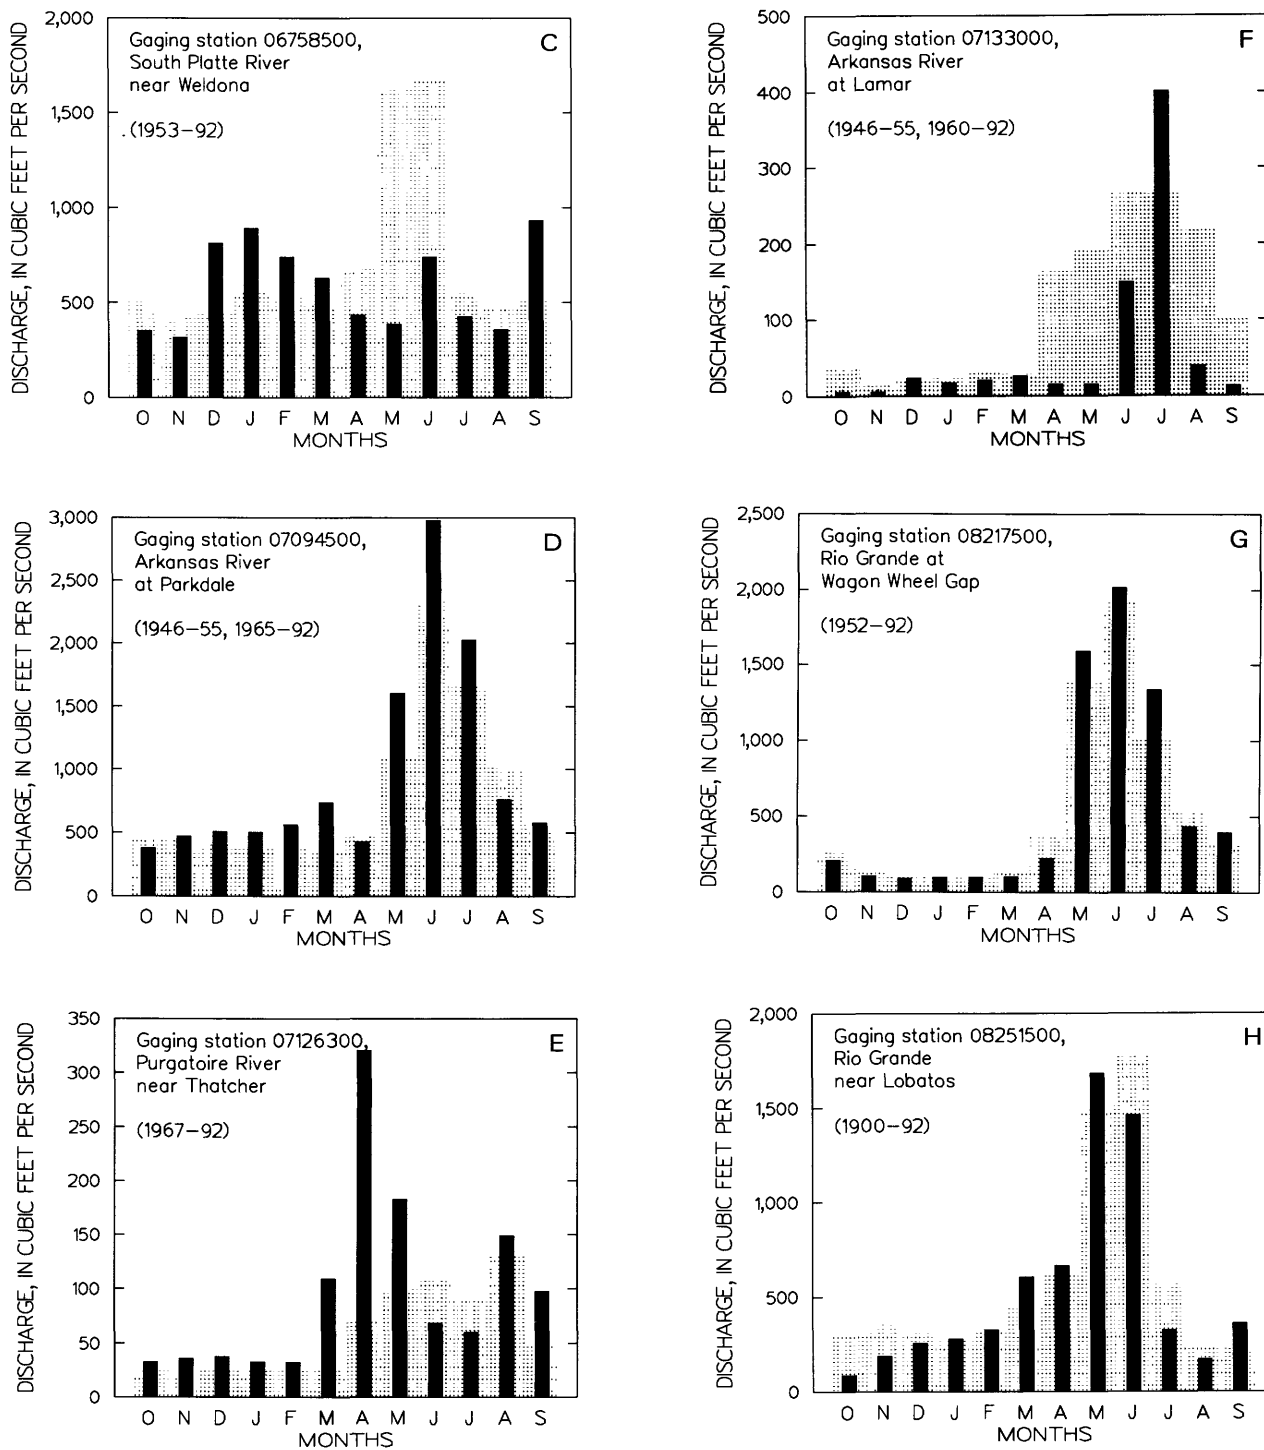 DISCHARGE, IN CUBIC FEET PER SECOND
2,000
1,500
1,000
500
0
Gaging station 06758500,
South Platte River
near Weldona
.(1953–92)
C
O N D J F M A M J J A S
MONTHS
DISCHARGE, IN CUBIC FEET PER SECOND
500
400
300
200
100
0
Gaging station 07133000,
Arkansas River
at Lamar
(1946–55, 1960–92)
F
O N D J F M A M J J A S
MONTHS
DISCHARGE, IN CUBIC FEET PER SECOND
3,000
2,500
2,000
1,500
1,000
500
0
Gaging station 07094500,
Arkansas River
at Parkdale
(1946–55, 1965–92)
D
O N D J F M A M J J A S
MONTHS
DISCHARGE, IN CUBIC FEET PER SECOND
2,500
2,000
1,500
1,000
500
0
Gaging station 08217500,
Rio Grande at
Wagon Wheel Gap
(1952–92)
G
O N D J F M A M J J A S
MONTHS
DISCHARGE, IN CUBIC FEET PER SECOND
350
300
250
200
150
100
50
0
Gaging station 07126300,
Purgatoire River
near Thatcher
(1967–92)
E
O N D J F M A M J J A S
MONTHS
DISCHARGE, IN CUBIC FEET PER SECOND
2,000
1,500
1,000
500
0
Gaging station 08251500,
Rio Grande
near Lobatos
(1900–92)
H
O N D J F M A M J J A S
MONTHS